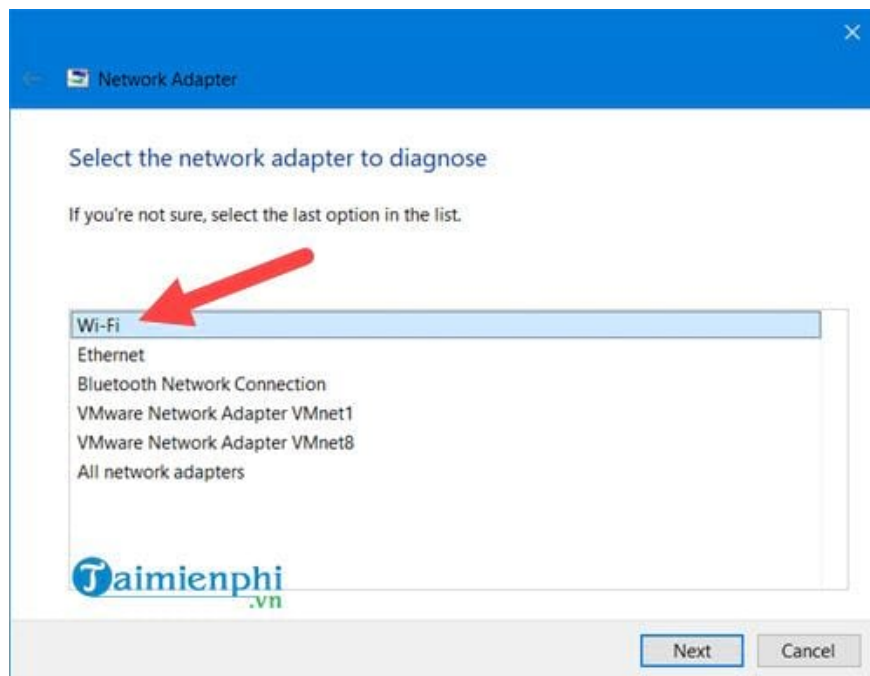 Network Adapter
Select the network adapter to diagnose
If you're not sure, select the last option in the list.
Wi-Fi
Ethernet
Bluetooth Network Connection
VMware Network Adapter VMnet1
VMware Network Adapter VMnet8
All network adapters
Taimienphi
.vn
Next Cancel